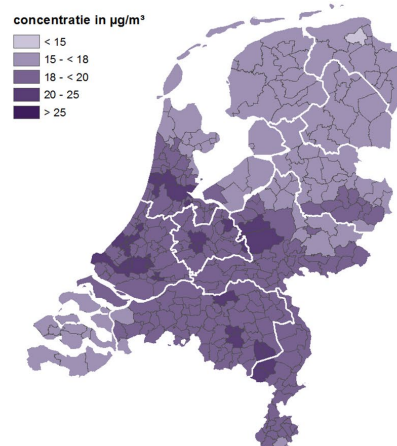 concentratie in µg/m³
< 15
15 - < 18
18 - < 20
20 - 25
> 25